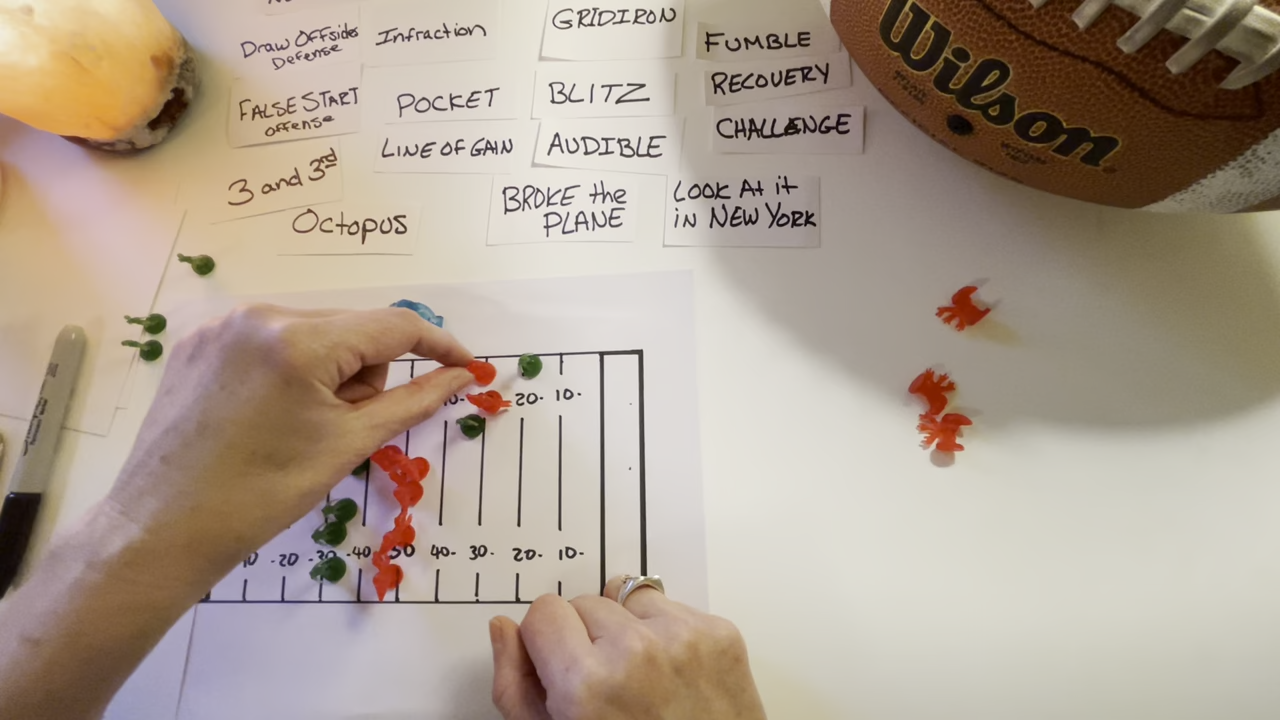 GRIDIRON
Draw Offsides
Defense
Infraction
FUMBLE
FALSE START
offense
POCKET
BLITZ
RECOVERY
LINE OF GAIN
AUDIBLE
CHALLENGE
3 and 3rd
Octopus
BROKE the
PLANE
LOOK At it
iN NEW YORK
Wilson
20- 10-
-20 -30 -40 50 40- 30- 20- 10-